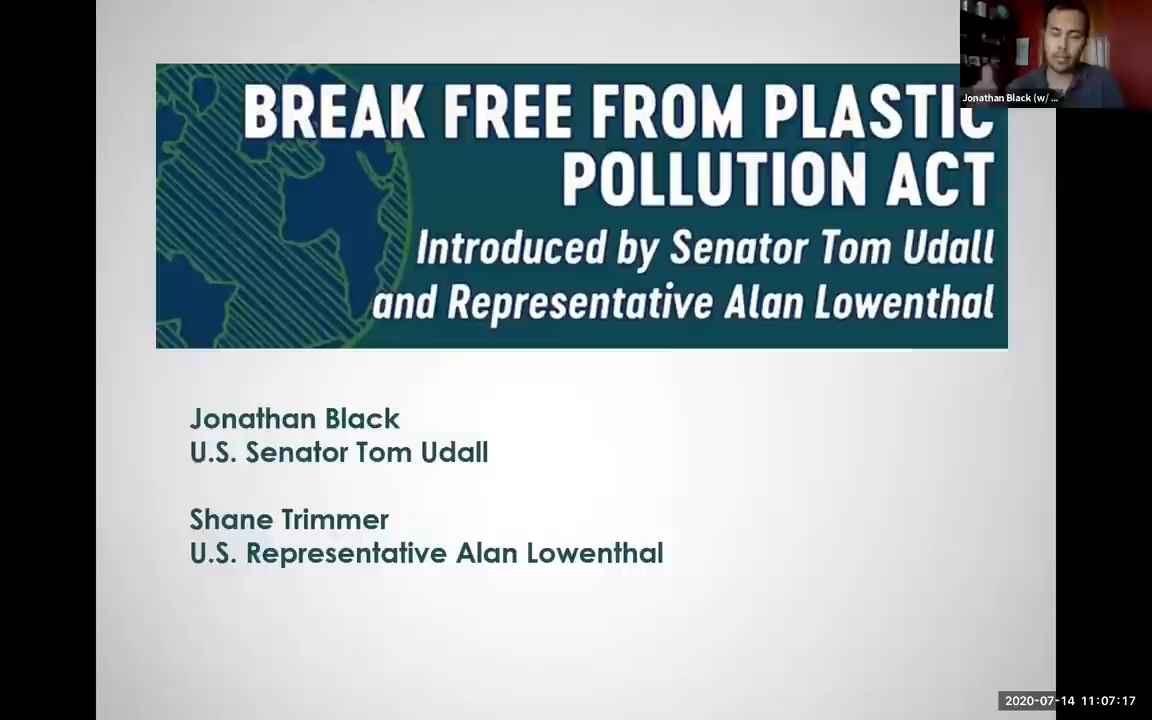 BREAK FREE FROM PLASTIC
POLLUTION ACT
Introduced by Senator Tom Udall
and Representative Alan Lowenthal
Jonathan Black (w/ ...
Jonathan Black
U.S. Senator Tom Udall
Shane Trimmer
U.S. Representative Alan Lowenthal
2020-07-14 11:07:17